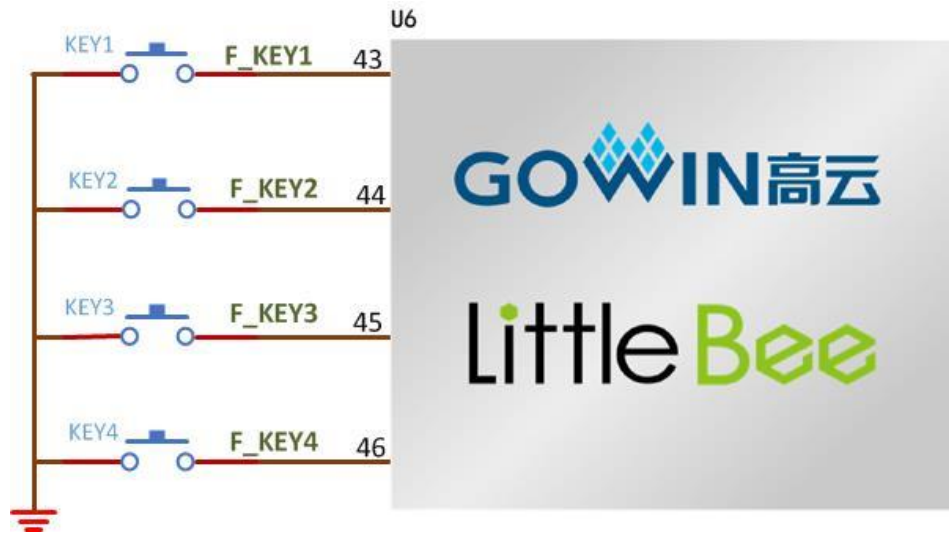 U6
KEY1 F_KEY1 43
KEY2 F_KEY2 44
GOWIN高云
KEY3 F_KEY3 45
LittleBee
KEY4 F_KEY4 46